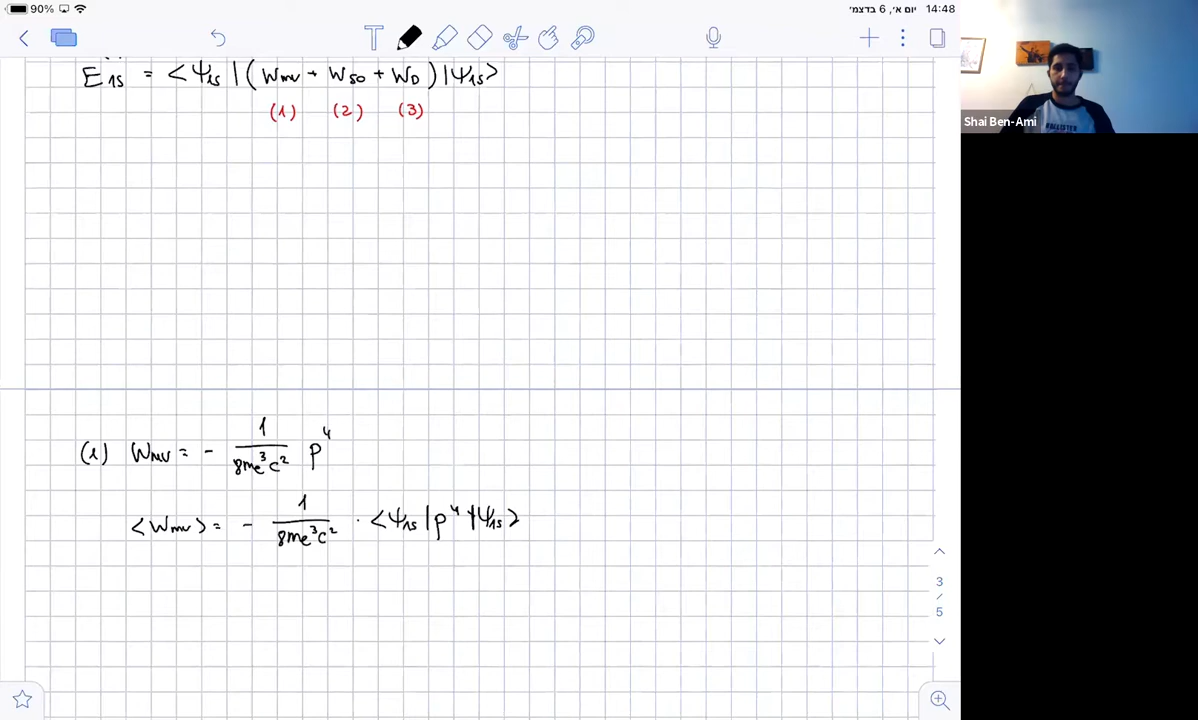 90% יום א׳, 6 בדצמ׳ 14:48
E₁s = <Ψ₁s|(Wmv + Wso + WD)|Ψ₁s>
(1) (2) (3)
Shai Ben-Ami
HOLLISTER
(1) Wmv = - 1/(8me³c²) p⁴
<Wmv> = - 1/(8me³c²) · <Ψ₁s|p⁴|Ψ₁s>
3
/
5